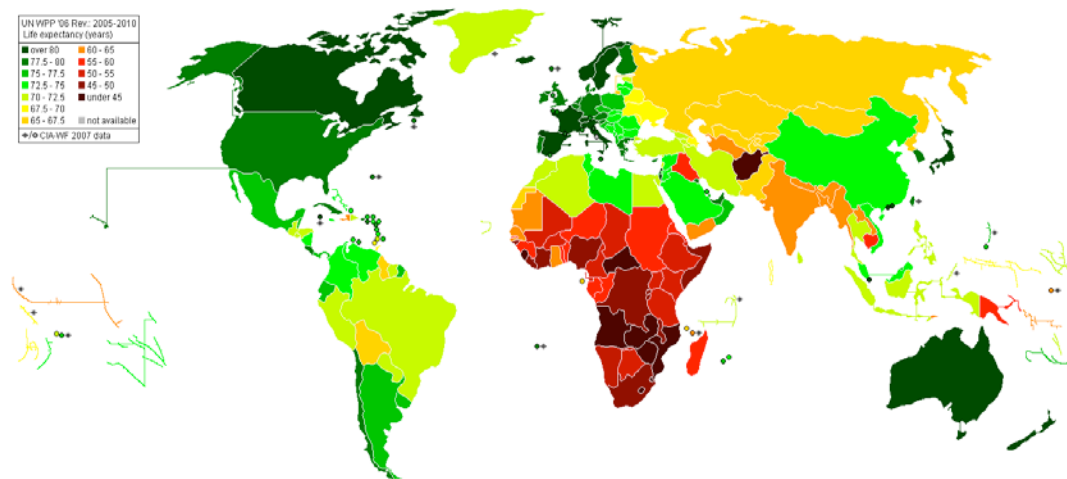 UN WPP '06 Rev.: 2005-2010
Life expectancy (years)
over 80
77.5 - 80
75 - 77.5
72.5 - 75
70 - 72.5
67.5 - 70
65 - 67.5
60 - 65
55 - 60
50 - 55
45 - 50
under 45
not available
CIA-WF 2007 data